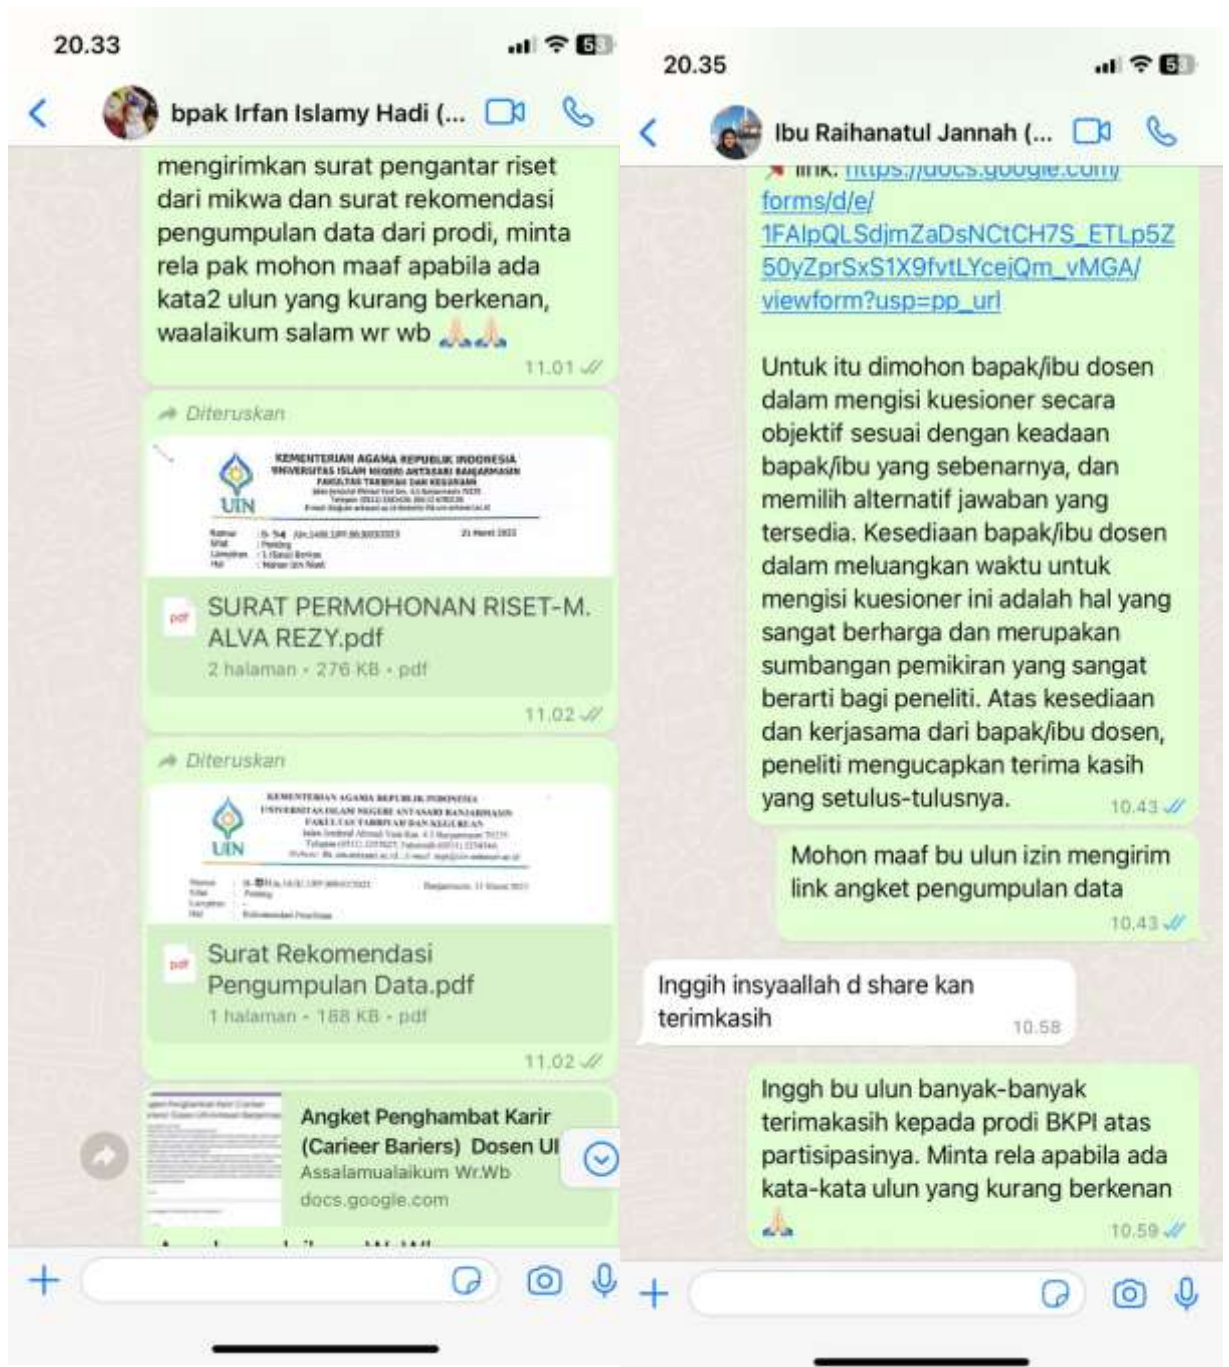 20.33
bpak Irfan Islamy Hadi (...
mengirimkan surat pengantar riset
dari mikwa dan surat rekomendasi
pengumpulan data dari prodi, minta
rela pak mohon maaf apabila ada
kata2 ulun yang kurang berkenan,
waalaikum salam wr wb 🙏🏻🙏🏻
11.01
Diteruskan
KEMENTERIAN AGAMA REPUBLIK INDONESIA
UNIVERSITAS ISLAM NEGERI ANTASARI BANJARMASIN
FAKULTAS TARBIYAH DAN KEGURUAN
UIN
21 Maret 2023
pdf
SURAT PERMOHONAN RISET-M.
ALVA REZY.pdf
2 halaman • 276 KB • pdf
11.02
Diteruskan
KEMENTERIAN AGAMA REPUBLIK INDONESIA
UNIVERSITAS ISLAM NEGERI ANTASARI BANJARMASIN
FAKULTAS TARBIYAH DAN KEGURUAN
UIN
pdf
Surat Rekomendasi
Pengumpulan Data.pdf
1 halaman • 188 KB • pdf
11.02
Angket Penghambat Karir
(Carieer Bariers) Dosen UI
Assalamualaikum Wr.Wb
docs.google.com
20.35
Ibu Raihanatul Jannah (...
link: https://docs.google.com/
forms/d/e/
1FAIpQLSdjmZaDsNCtCH7S_ETLp5Z
50yZprSxS1X9fvtLYcejQm_vMGA/
viewform?usp=pp_url
Untuk itu dimohon bapak/ibu dosen
dalam mengisi kuesioner secara
objektif sesuai dengan keadaan
bapak/ibu yang sebenarnya, dan
memilih alternatif jawaban yang
tersedia. Kesediaan bapak/ibu dosen
dalam meluangkan waktu untuk
mengisi kuesioner ini adalah hal yang
sangat berharga dan merupakan
sumbangan pemikiran yang sangat
berarti bagi peneliti. Atas kesediaan
dan kerjasama dari bapak/ibu dosen,
peneliti mengucapkan terima kasih
yang setulus-tulusnya.
10.43
Mohon maaf bu ulun izin mengirim
link angket pengumpulan data
10.43
Inggih insyaallah d share kan
terimkasih
10.58
Inggh bu ulun banyak-banyak
terimakasih kepada prodi BKPI atas
partisipasinya. Minta rela apabila ada
kata-kata ulun yang kurang berkenan
🙏🏻
10.59